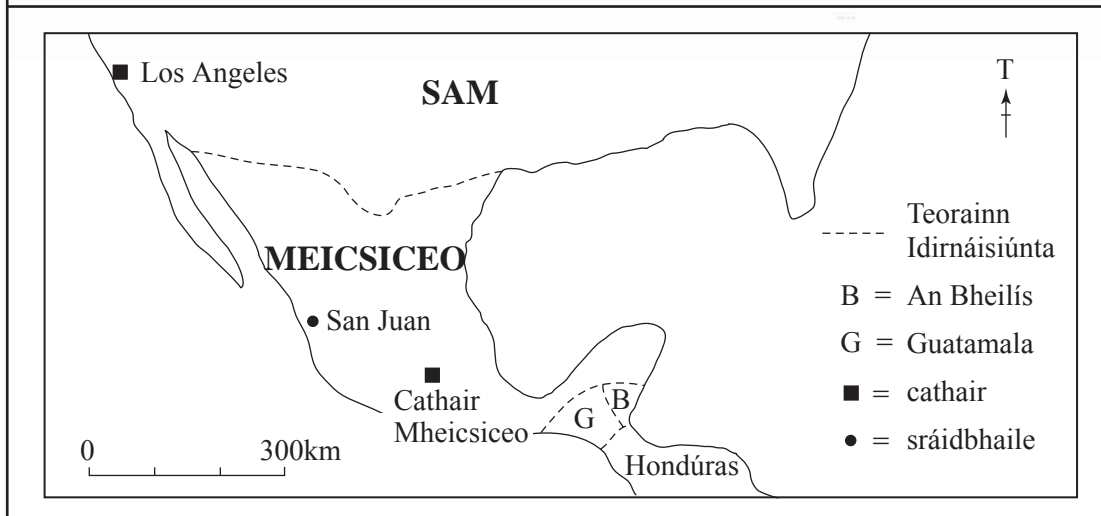 Los Angeles
SAM
T
MEICSICEO
San Juan
Cathair
Mheicsiceo
G
B
Hondúras
0 300km
Teorainn
Idirnáisiúnta
B = An Bheilís
G = Guatamala
■ = cathair
● = sráidbhaile